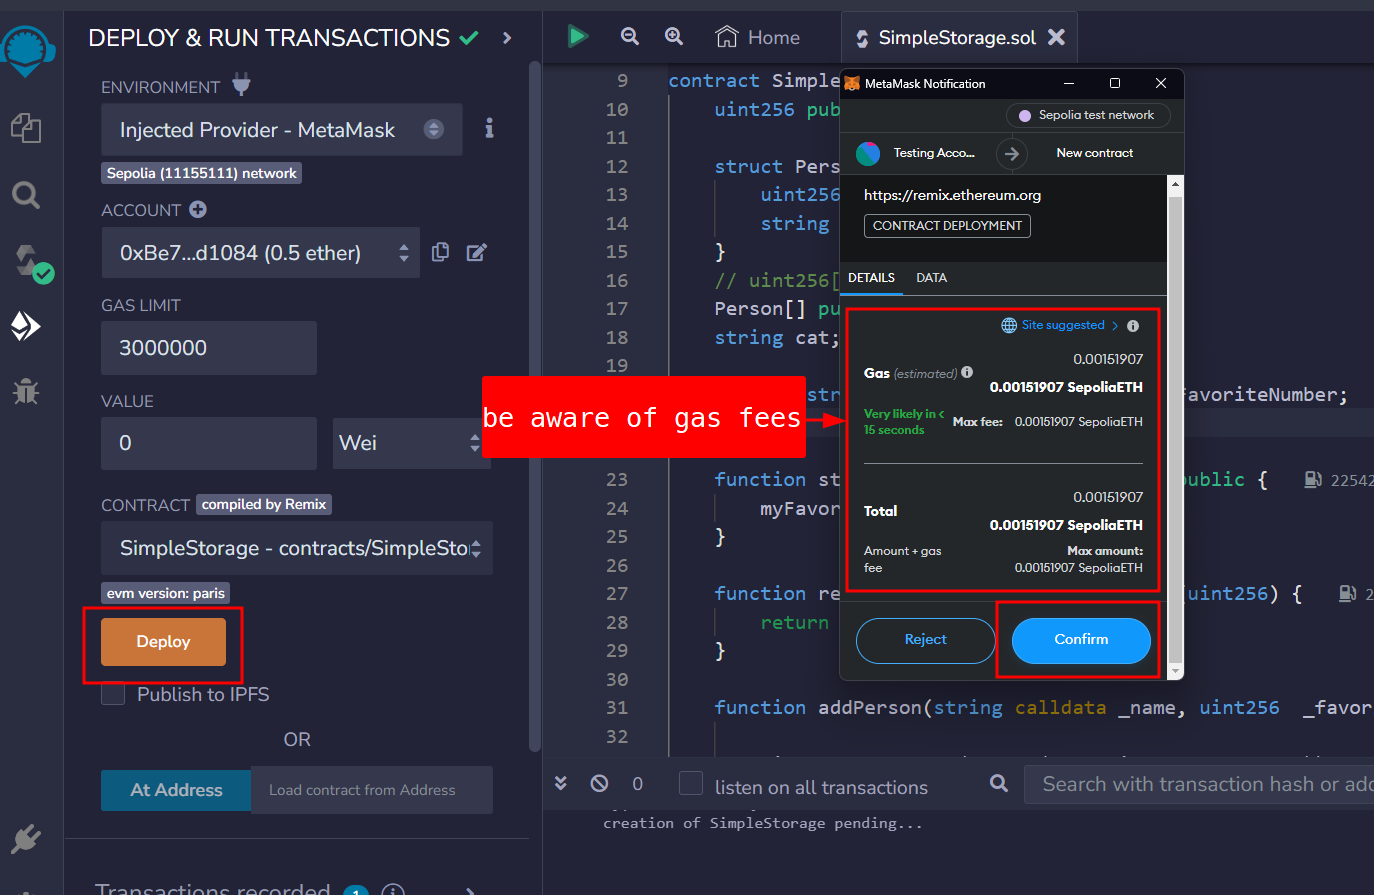 DEPLOY & RUN TRANSACTIONS
ENVIRONMENT
Injected Provider - MetaMask
Sepolia (11155111) network
ACCOUNT
0xBe7...d1084 (0.5 ether)
GAS LIMIT
3000000
VALUE
0
Wei
CONTRACT compiled by Remix
SimpleStorage - contracts/SimpleSto
evm version: paris
Deploy
Publish to IPFS
OR
At Address
Load contract from Address
Transactions recorded 1
Home
SimpleStorage.sol
9 contract Simple
10 uint256 pub
11
12 struct Pers
13 uint256
14 string
15 }
16 // uint256[
17 Person[] pu
18 string cat;
19
str
FavoriteNumber;
23 function st
public { 22542
24 myFavor
25 }
26
27 function re
(uint256) { 2
28 return
29 }
30
31 function addPerson(string calldata _name, uint256 _favor
32
be aware of gas fees
MetaMask Notification
Sepolia test network
Testing Acco...
New contract
https://remix.ethereum.org
CONTRACT DEPLOYMENT
DETAILS
DATA
Site suggested >
0.00151907
Gas (estimated)
0.00151907 SepoliaETH
Very likely in <
15 seconds
Max fee: 0.00151907 SepoliaETH
0.00151907
Total
0.00151907 SepoliaETH
Amount + gas
fee
Max amount:
0.00151907 SepoliaETH
Reject
Confirm
0
listen on all transactions
Search with transaction hash or add
creation of SimpleStorage pending...